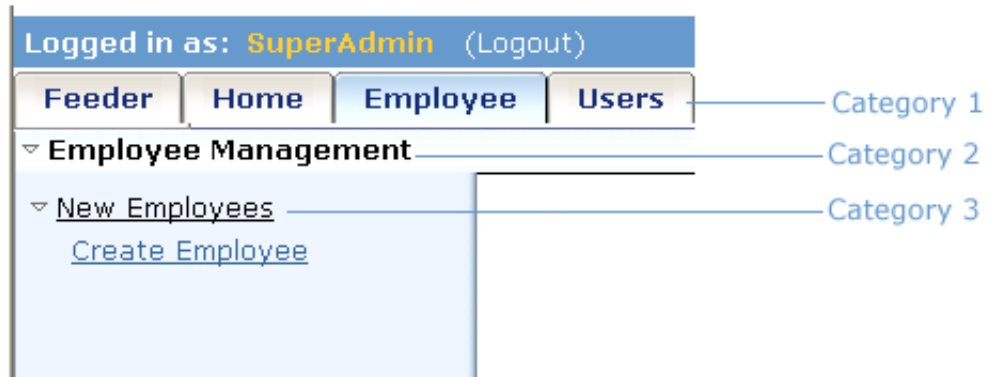 Logged in as: SuperAdmin (Logout)
Feeder Home Employee Users Category 1
Employee Management Category 2
New Employees Category 3
Create Employee